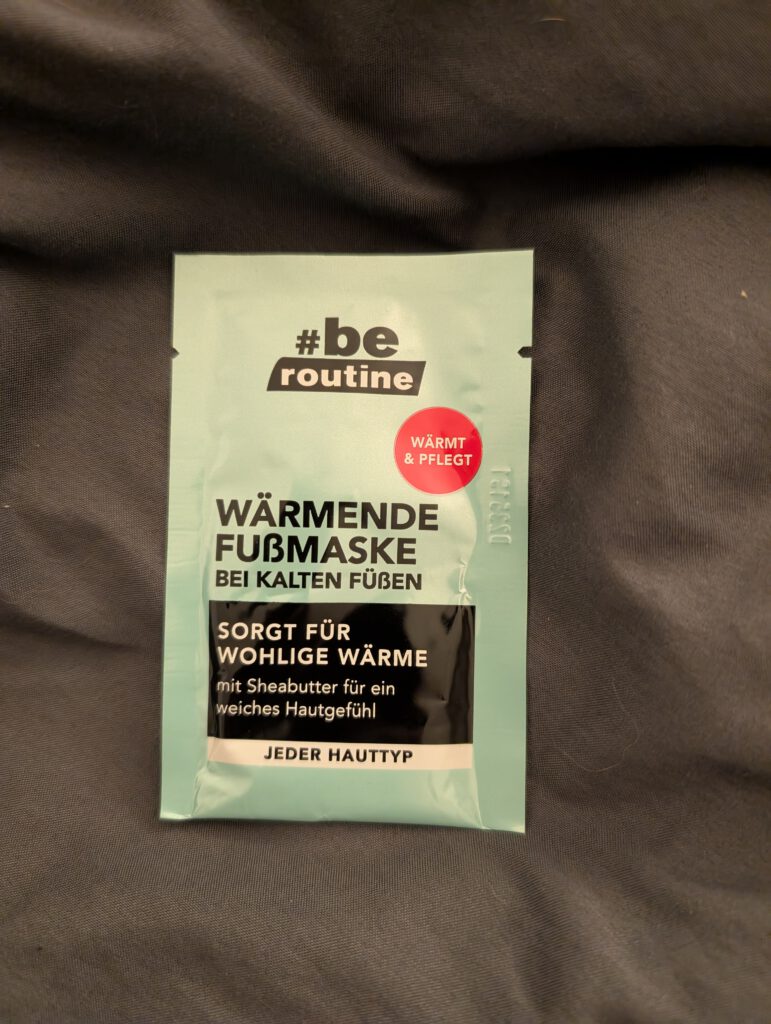 #be
routine
WÄRMT
& PFLEGT
WÄRMENDE
FUßMASKE
BEI KALTEN FÜßEN
SORGT FÜR
WOHLIGE WÄRME
mit Sheabutter für ein
weiches Hautgefühl
JEDER HAUTTYP